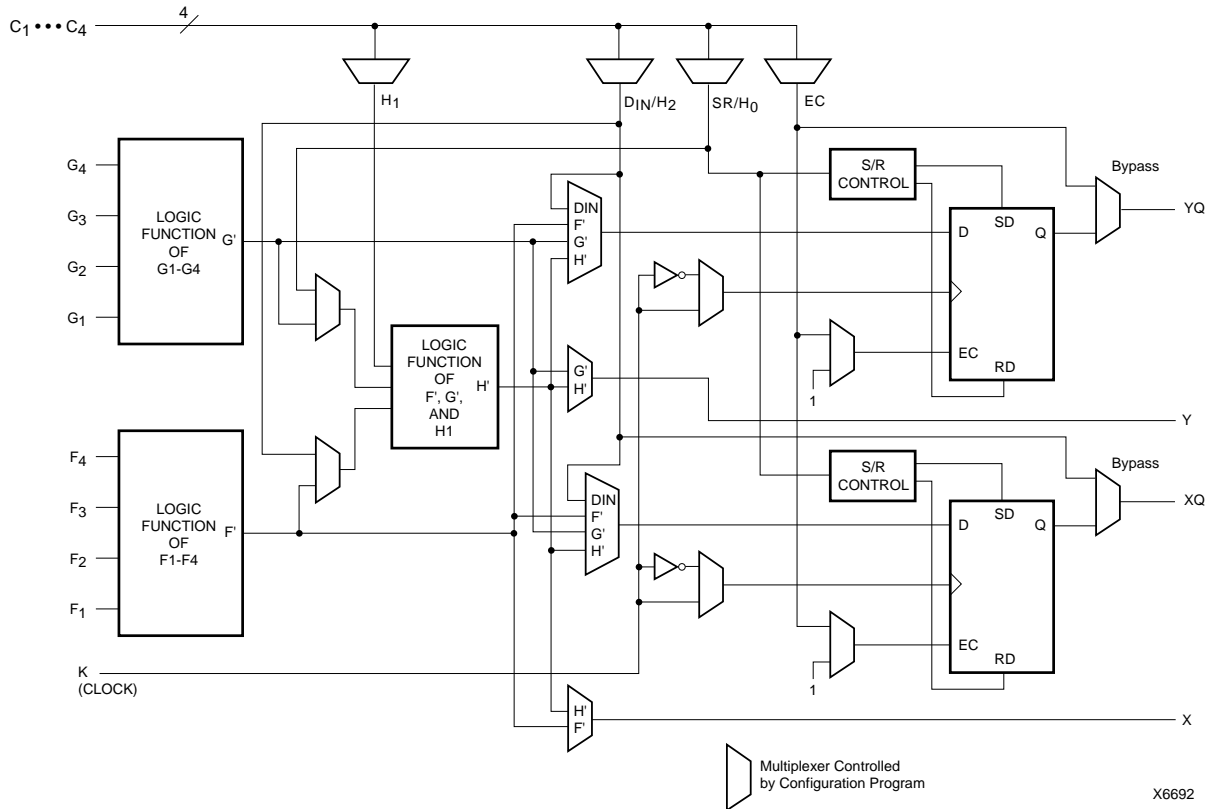 C1 ••• C4
4
H1
DIN/H2
SR/H0
EC
G4
G3
G2
G1
LOGIC
FUNCTION
OF
G1-G4
G'
DIN
F'
G'
H'
S/R
CONTROL
Bypass
D
SD
Q
YQ
EC
RD
1
LOGIC
FUNCTION
OF
F', G',
AND
H1
H'
G'
H'
Y
F4
F3
F2
F1
LOGIC
FUNCTION
OF
F1-F4
F'
DIN
F'
G'
H'
S/R
CONTROL
Bypass
D
SD
Q
XQ
EC
RD
1
K
(CLOCK)
H'
F'
X
Multiplexer Controlled
by Configuration Program
X6692